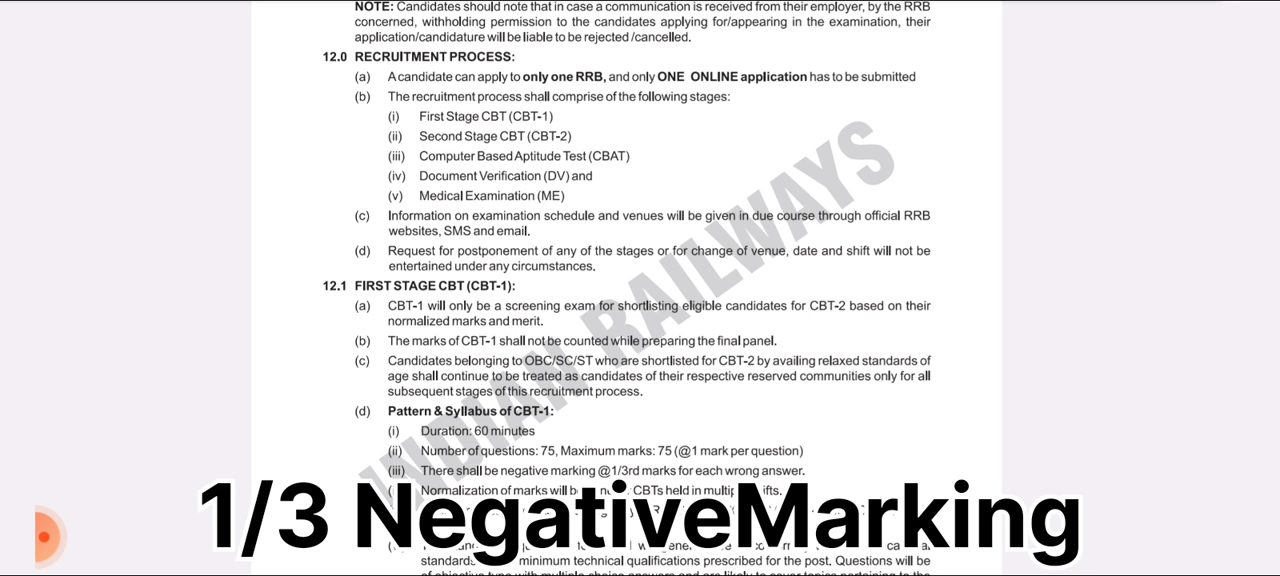 NOTE: Candidates should note that in case a communication is received from their employer, by the RRB
concerned, withholding permission to the candidates applying for/appearing in the examination, their
application/candidature will be liable to be rejected /cancelled.
12.0 RECRUITMENT PROCESS:
(a) A candidate can apply to only one RRB, and only ONE ONLINE application has to be submitted
(b) The recruitment process shall comprise of the following stages:
(i) First Stage CBT (CBT-1)
(ii) Second Stage CBT (CBT-2)
(iii) Computer Based Aptitude Test (CBAT)
(iv) Document Verification (DV) and
(v) Medical Examination (ME)
(c) Information on examination schedule and venues will be given in due course through official RRB
websites, SMS and email.
(d) Request for postponement of any of the stages or for change of venue, date and shift will not be
entertained under any circumstances.
12.1 FIRST STAGE CBT (CBT-1):
(a) CBT-1 will only be a screening exam for shortlisting eligible candidates for CBT-2 based on their
normalized marks and merit.
(b) The marks of CBT-1 shall not be counted while preparing the final panel.
(c) Candidates belonging to OBC/SC/ST who are shortlisted for CBT-2 by availing relaxed standards of
age shall continue to be treated as candidates of their respective reserved communities only for all
subsequent stages of this recruitment process.
(d) Pattern & Syllabus of CBT-1:
(i) Duration: 60 minutes
(ii) Number of questions: 75, Maximum marks: 75 (@1 mark per question)
(iii) There shall be negative marking @1/3rd marks for each wrong answer.
Normalization of marks will CBTs held in
1/3 NegativeMarking
minimum technical qualifications prescribed for the post. Questions will be
INDIAN RAILWAYS